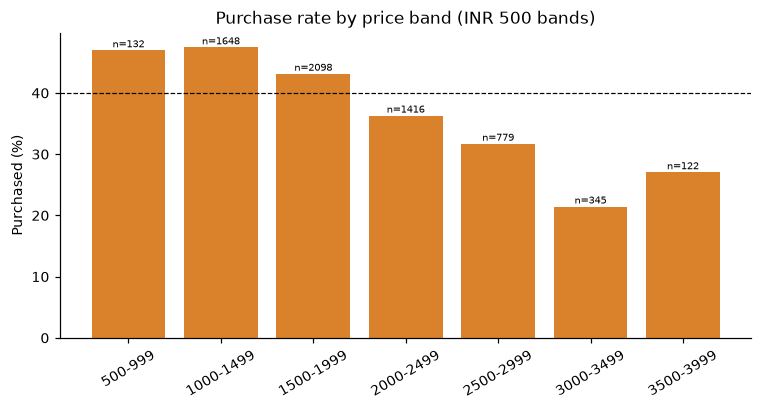 Purchase rate by price band (INR 500 bands)
Purchased (%)
40
30
20
10
0
n=132
n=1648
n=2098
n=1416
n=779
n=345
n=122
500-999
1000-1499
1500-1999
2000-2499
2500-2999
3000-3499
3500-3999